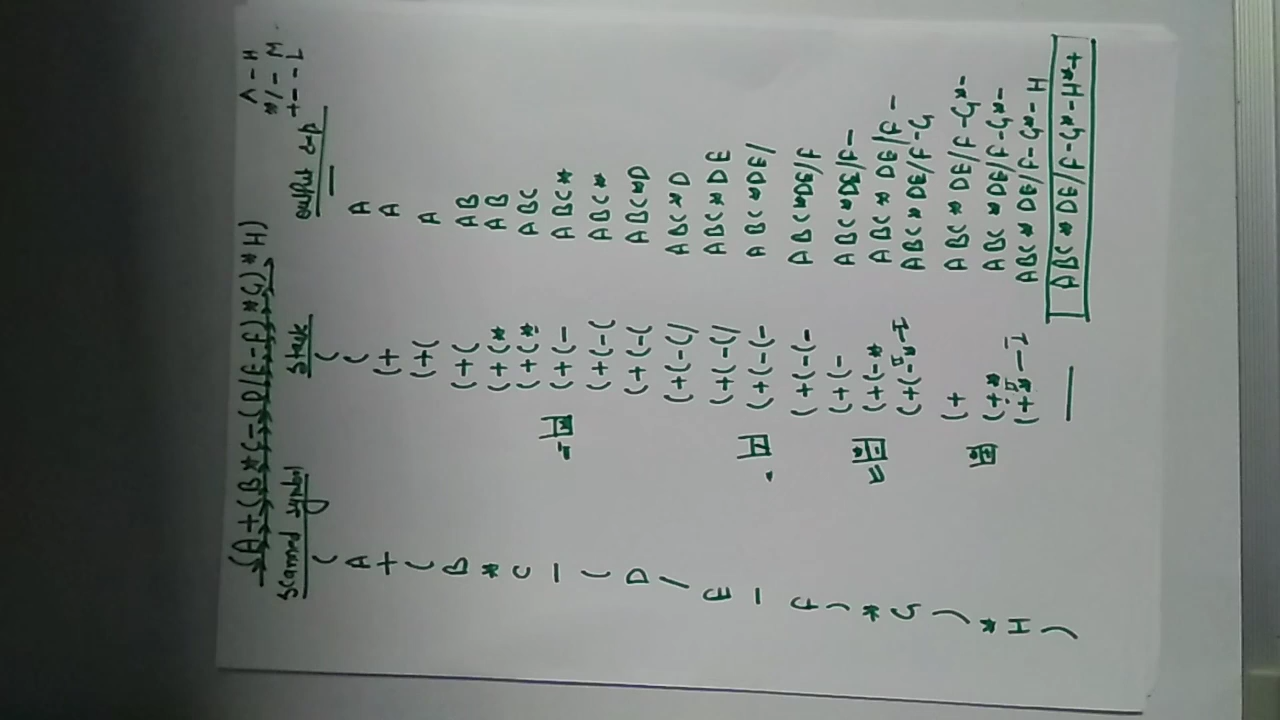 H - ^
M - /*
L - - +
(A+(B*C-(D/E-F)*G)*H)
Scanned symbol Stack output exp
( ( —
A ( A
+ (+ A
( (+( A
B (+( AB
* (+(* AB
C (+(* ABC
- (+(- ABC*
( (+(-( ABC*
D (+(-( ABC*D
/ (+(-(/ ABC*D
E (+(-(/ ABC*DE
- (+(-(- ABC*DE/
F (+(-(- ABC*DE/F
) (+(- ABC*DE/F-
* (+(-* ABC*DE/F-
G (+(-* ABC*DE/F-G
) (+ ABC*DE/F-G*-
* (+* ABC*DE/F-G*-
H (+* ABC*DE/F-G*-H
) — ABC*DE/F-G*-H*+